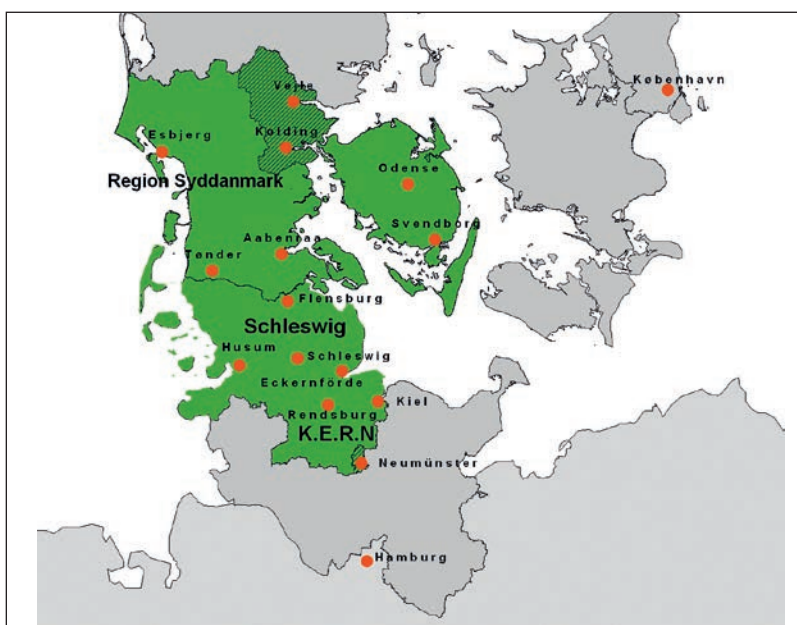 Vejle
København
Kolding
Esbjerg
Odense
Region Syddanmark
Svendborg
Aabenraa
Tønder
Flensburg
Schleswig
Husum
Schleswig
Eckernförde
Kiel
Rendsburg
K.E.R.N
Neumünster
Hamburg